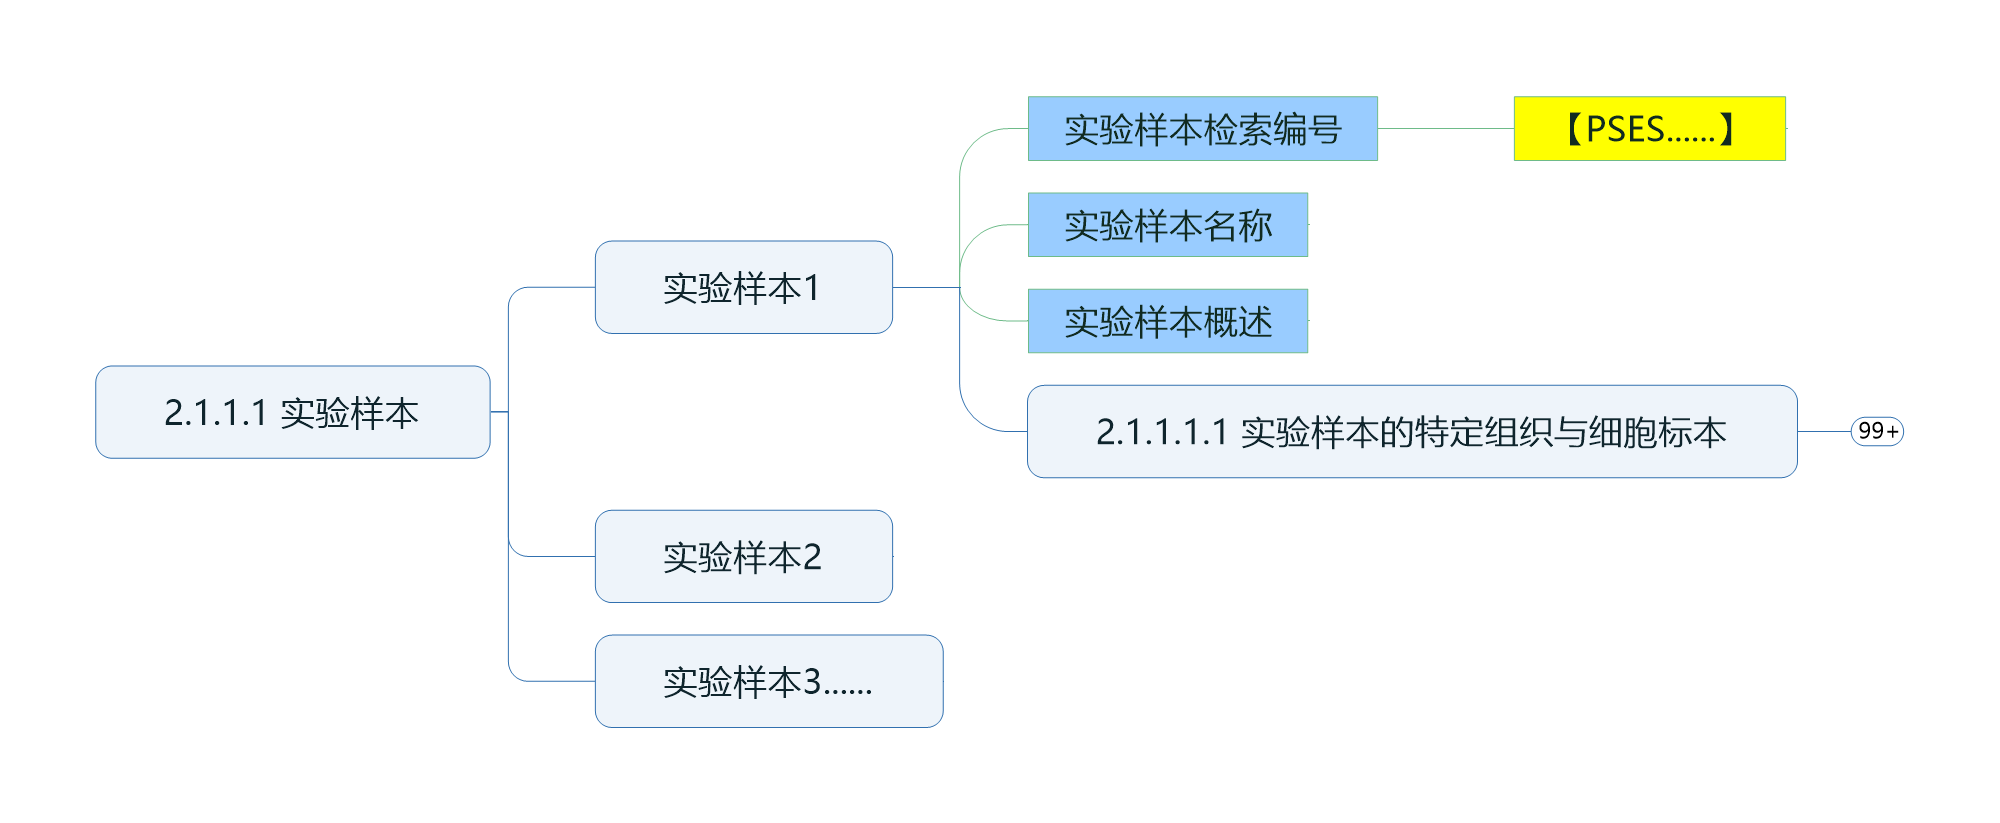 2.1.1.1 实验样本
实验样本1
实验样本检索编号
【PSES......】
实验样本名称
实验样本概述
2.1.1.1.1 实验样本的特定组织与细胞标本
99+
实验样本2
实验样本3......